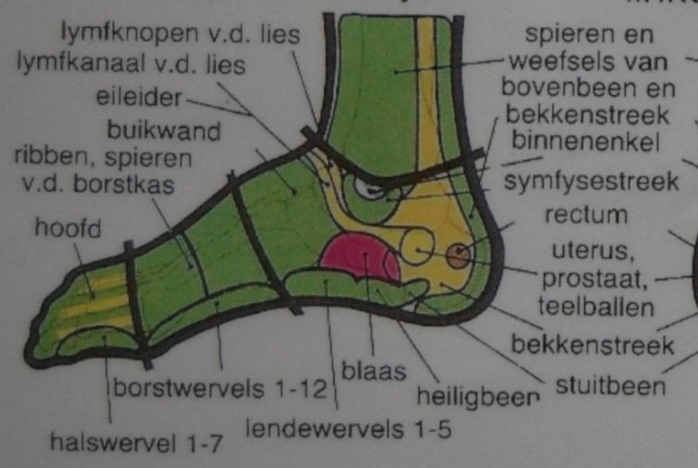 lymfknopen v.d. lies
lymfkanaal v.d. lies
eileider
buikwand
ribben, spieren
v.d. borstkas
hoofd
spieren en
weefsels van
bovenbeen en
bekkenstreek
binnenenkel
symfysestreek
rectum
uterus,
prostaat,
teelballen
bekkenstreek
stuitbeen
heiligbeen
blaas
borstwervels 1-12
lendewervels 1-5
halswervel 1-7